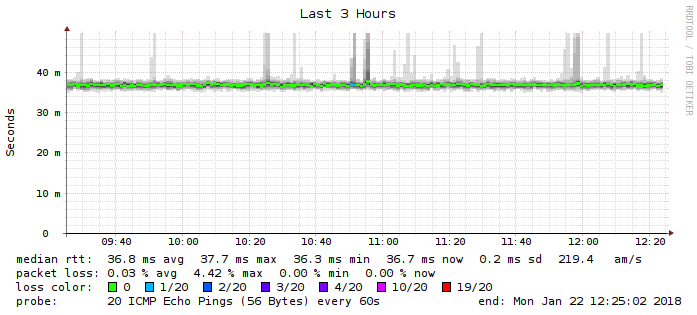 Last 3 Hours
RRDTOOL / TOBI OETIKER
Seconds
40 m
30 m
20 m
10 m
0
09:40 10:00 10:20 10:40 11:00 11:20 11:40 12:00 12:20
median rtt: 36.8 ms avg 37.7 ms max 36.3 ms min 36.7 ms now 0.2 ms sd 219.4 am/s
packet loss: 0.03 % avg 4.42 % max 0.00 % min 0.00 % now
loss color: 0 1/20 2/20 3/20 4/20 10/20 19/20
probe: 20 ICMP Echo Pings (56 Bytes) every 60s end: Mon Jan 22 12:25:02 2018